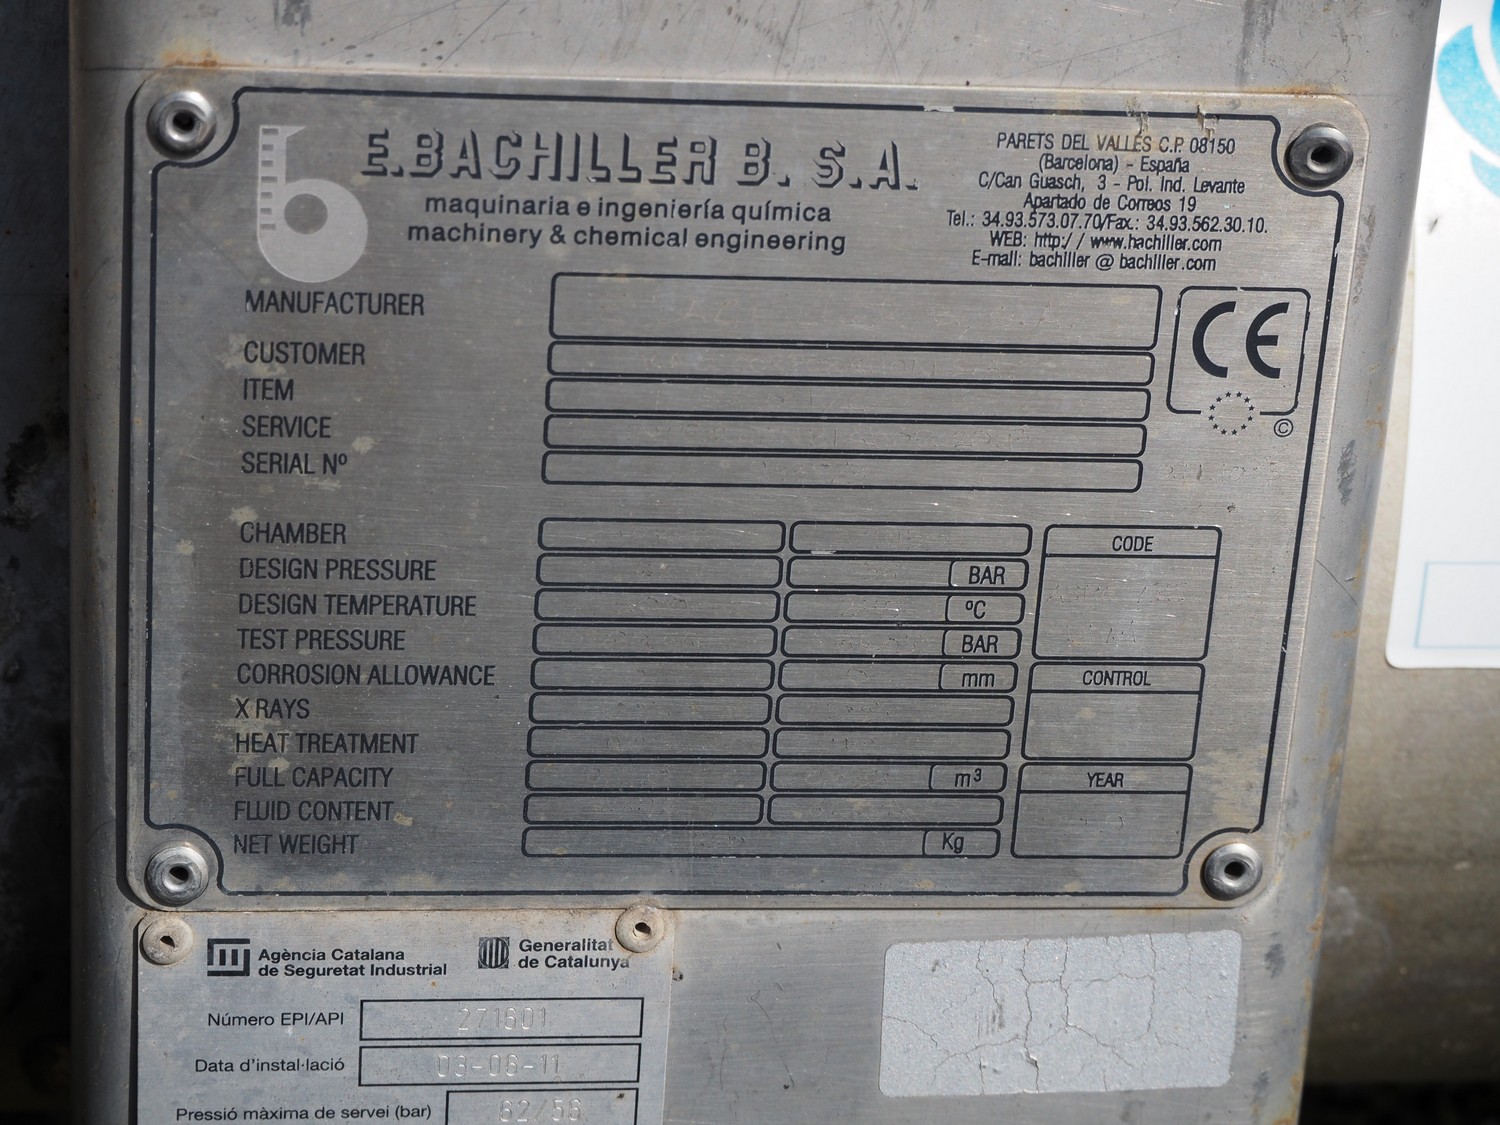 E.BACHILLER B. S.A.
maquinaria e ingeniería química
machinery & chemical engineering
PARETS DEL VALLES C.P. 08150
(Barcelona) - España
C/Can Guasch, 3 - Pol. Ind. Levante
Apartado de Correos 19
Tel.: 34.93.573.07.70/Fax.: 34.93.562.30.10.
WEB: http:// www.bachiller.com
E-mail: bachiller @ bachiller.com
MANUFACTURER
CUSTOMER
ITEM
SERVICE
SERIAL Nº
CE
©
CHAMBER
DESIGN PRESSURE BAR
DESIGN TEMPERATURE ºC
TEST PRESSURE BAR
CORROSION ALLOWANCE mm
X RAYS
HEAT TREATMENT
FULL CAPACITY m³
FLUID CONTENT
NET WEIGHT Kg
CODE
CONTROL
YEAR
Agència Catalana
de Seguretat Industrial
Generalitat
de Catalunya
Número EPI/API 271601
Data d'instal·lació 03-08-11
Pressió màxima de servei (bar) 62/56